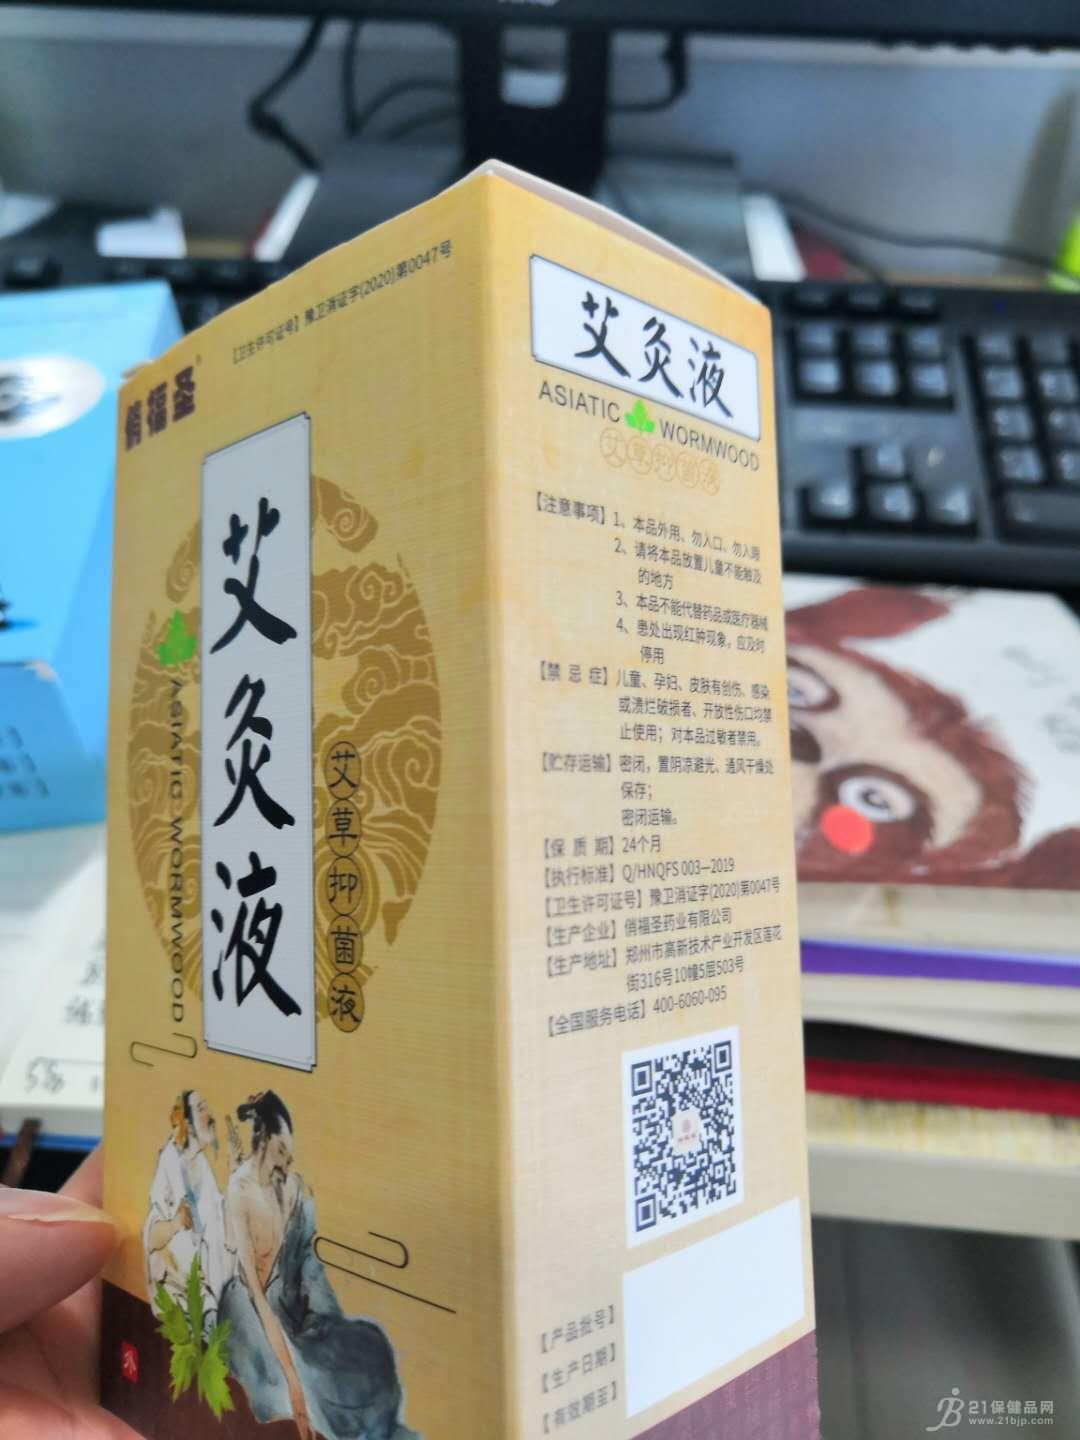 【卫生许可证号】豫卫消证字(2020)第0047号
俏福圣
艾灸液
ASIATIC WORMWOOD
艾草抑菌液
外
艾灸液
ASIATIC WORMWOOD
艾草抑菌液
【注意事项】1、本品外用、勿入口、勿入眼
2、请将本品放置儿童不能触及
的地方
3、本品不能代替药品或医疗器械
4、患处出现红肿现象，应及时
停用
【禁忌症】儿童、孕妇、皮肤有创伤、感染
或溃烂破损者、开放性伤口均禁
止使用；对本品过敏者禁用。
【贮存运输】密闭，置阴凉避光、通风干燥处
保存；
密闭运输。
【保质期】24个月
【执行标准】Q/HNQFS 003—2019
【卫生许可证号】豫卫消证字(2020)第0047号
【生产企业】俏福圣药业有限公司
【生产地址】郑州市高新技术产业开发区莲花
街316号10幢5层503号
【全国服务电话】400-6060-095
【产品批号】
【生产日期】
【有效期至】
21保健品网
www.21bjp.com